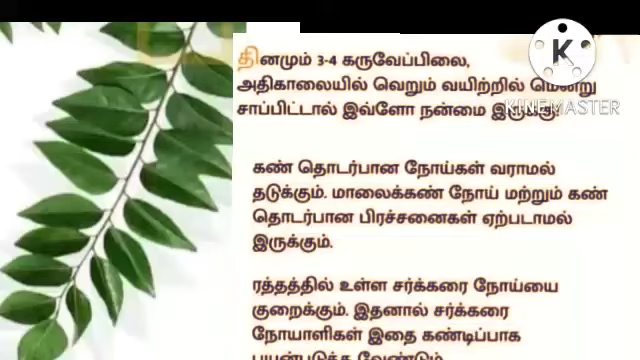 தினமும் 3-4 கருவேப்பிலை,
அதிகாலையில் வெறும் வயிற்றில் மென்று
சாப்பிட்டால் இவ்ளோ நன்மை
KINEMASTER
கண் தொடர்பான நோய்கள் வராமல்
தடுக்கும். மாலைக்கண் நோய் மற்றும் கண்
தொடர்பான பிரச்சனைகள் ஏற்படாமல்
இருக்கும்.
ரத்தத்தில் உள்ள சர்க்கரை நோயை
குறைக்கும். இதனால் சர்க்கரை
நோயாளிகள் இதை கண்டிப்பாக